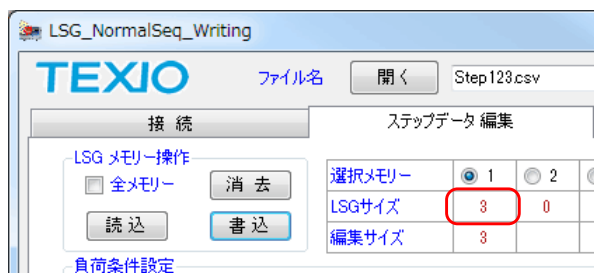 LSG_NormalSeq_Writing
TEXIO ファイル名 開く Step123.csv
接 続 ステップデータ 編集
LSG メモリー操作
全メモリー 消 去
読 込 書 込
選択メモリー 1 2
LSGサイズ 3 0
編集サイズ 3
負荷条件設定